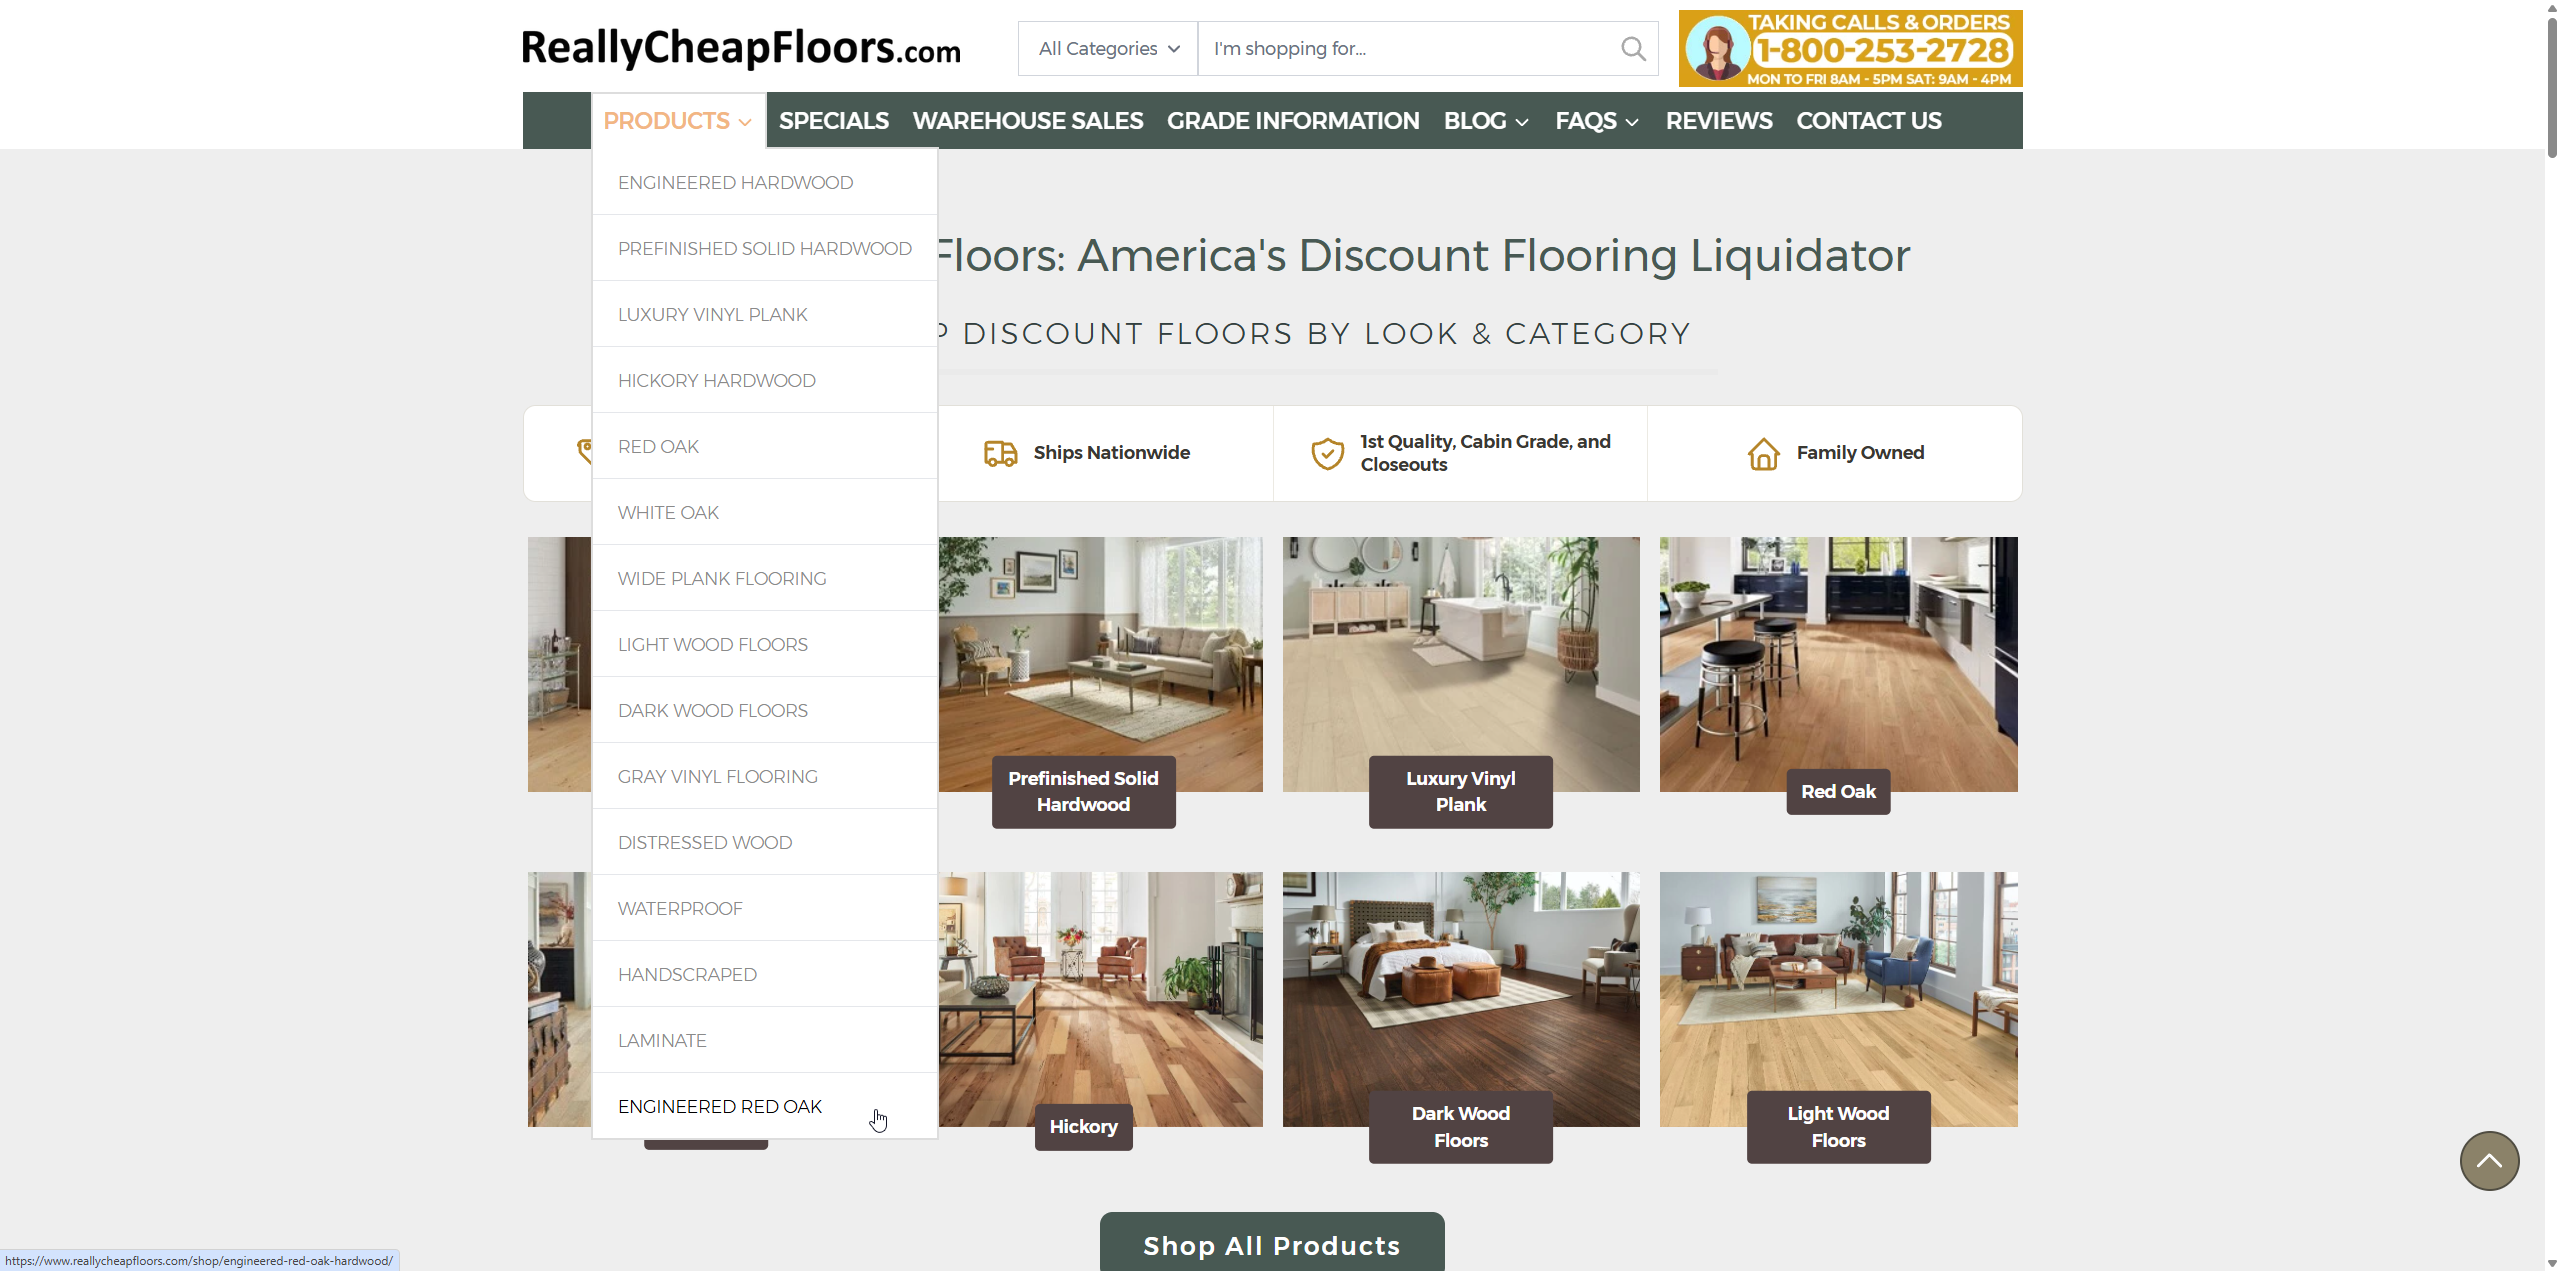 ReallyCheapFloors.com
All Categories
I'm shopping for...
TAKING CALLS & ORDERS
1-800-253-2728
MON TO FRI 8AM - 5PM SAT: 9AM - 4PM
PRODUCTS
SPECIALS
WAREHOUSE SALES
GRADE INFORMATION
BLOG
FAQS
REVIEWS
CONTACT US
ENGINEERED HARDWOOD
PREFINISHED SOLID HARDWOOD
LUXURY VINYL PLANK
HICKORY HARDWOOD
RED OAK
WHITE OAK
WIDE PLANK FLOORING
LIGHT WOOD FLOORS
DARK WOOD FLOORS
GRAY VINYL FLOORING
DISTRESSED WOOD
WATERPROOF
HANDSCRAPED
LAMINATE
ENGINEERED RED OAK
Floors: America's Discount Flooring Liquidator
P DISCOUNT FLOORS BY LOOK & CATEGORY
Ships Nationwide
1st Quality, Cabin Grade, and
Closeouts
Family Owned
Prefinished Solid
Hardwood
Luxury Vinyl
Plank
Red Oak
Hickory
Dark Wood
Floors
Light Wood
Floors
Shop All Products
https://www.reallycheapfloors.com/shop/engineered-red-oak-hardwood/